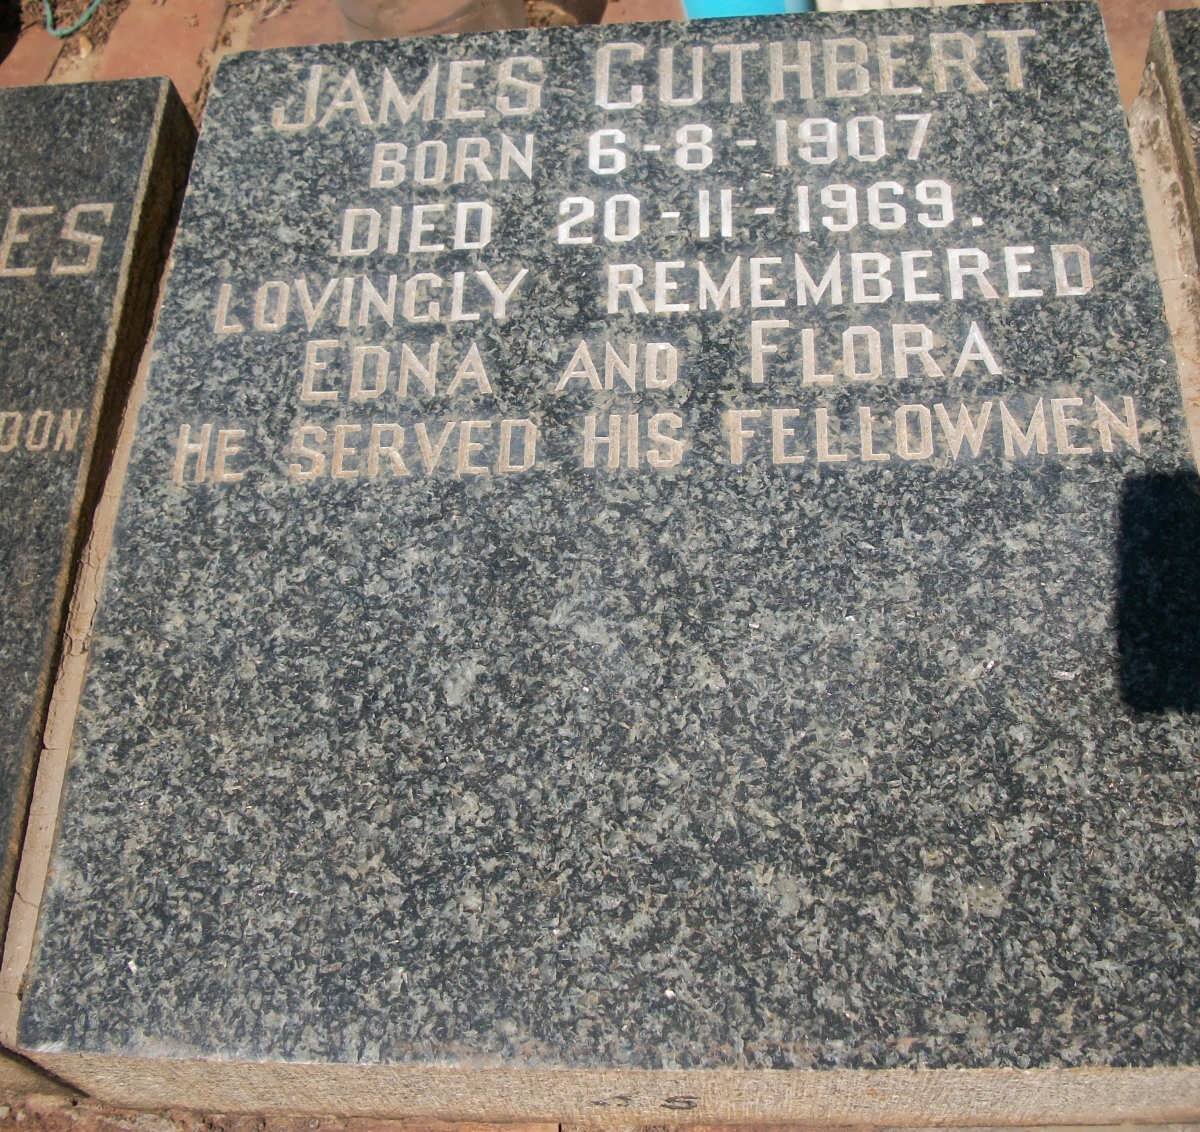 JAMES CUTHBERT
BORN 6-8-1907
DIED 20-11-1969.
LOVINGLY REMEMBERED
EDNA AND FLORA
HE SERVED HIS FELLOWMEN